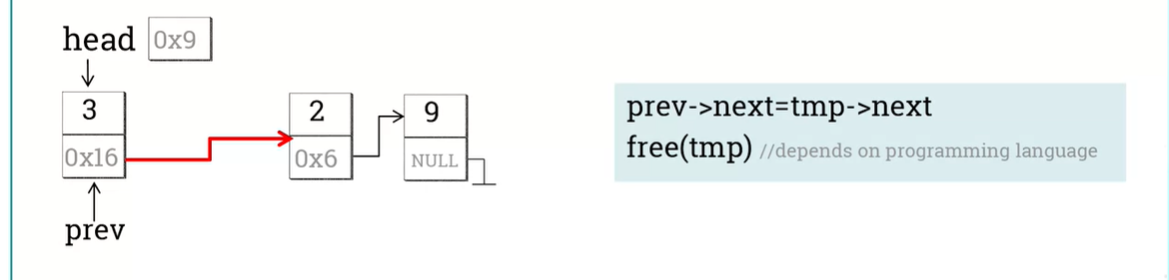 head 0x9
3
0x16
2
0x6
9
NULL
prev
prev->next=tmp->next
free(tmp) //depends on programming language